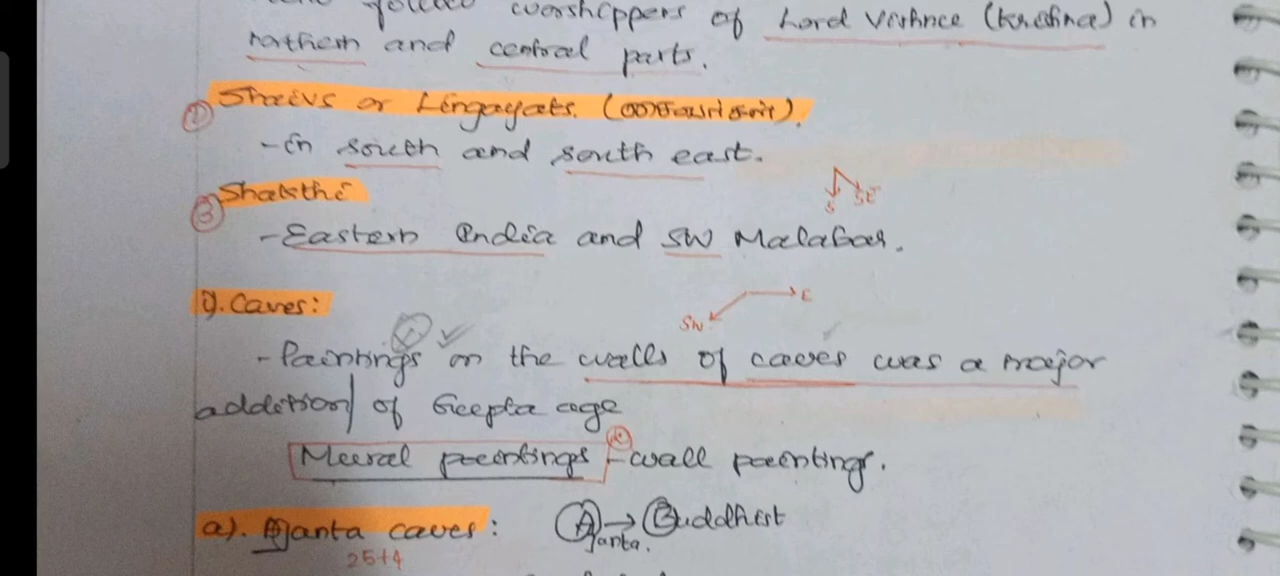 worshippers of Lord Vishnu (Krishna) in
nothern and central parts.
② Shaivs or Lingayats.
- in south and south east.
S SE
③ Shakthi
- Eastern India and SW Malabar.
i). Caves:
SW E
- Paintings on the walls of caves was a major
addition of Gupta age
Mural paintings - wall paintings.
a). Ajanta caves: Ajanta. → Buddhist
25+4